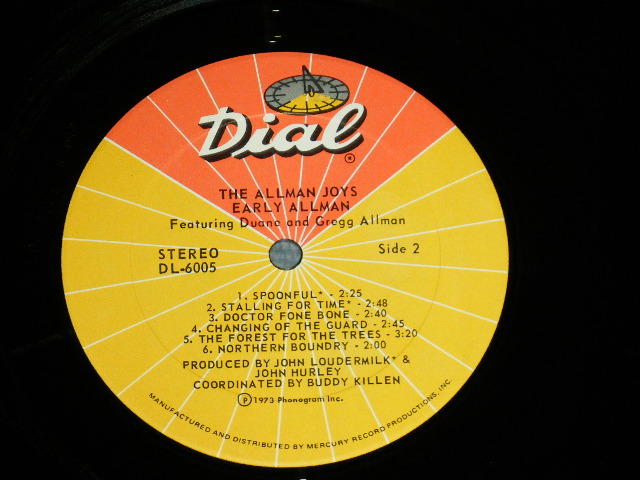 Dial ®
THE ALLMAN JOYS
EARLY ALLMAN
Featuring Duane and Gregg Allman
STEREO
DL-6005
Side 2
1. SPOONFUL* - 2:25
2. STALLING FOR TIME* - 2:48
3. DOCTOR FONE BONE - 2:40
4. CHANGING OF THE GUARD - 2:45
5. THE FOREST FOR THE TREES - 3:20
6. NORTHERN BOUNDRY - 2:00
PRODUCED BY JOHN LOUDERMILK* &
JOHN HURLEY
COORDINATED BY BUDDY KILLEN
℗ 1973 Phonogram Inc.
MANUFACTURED AND DISTRIBUTED BY MERCURY RECORD PRODUCTIONS, INC.